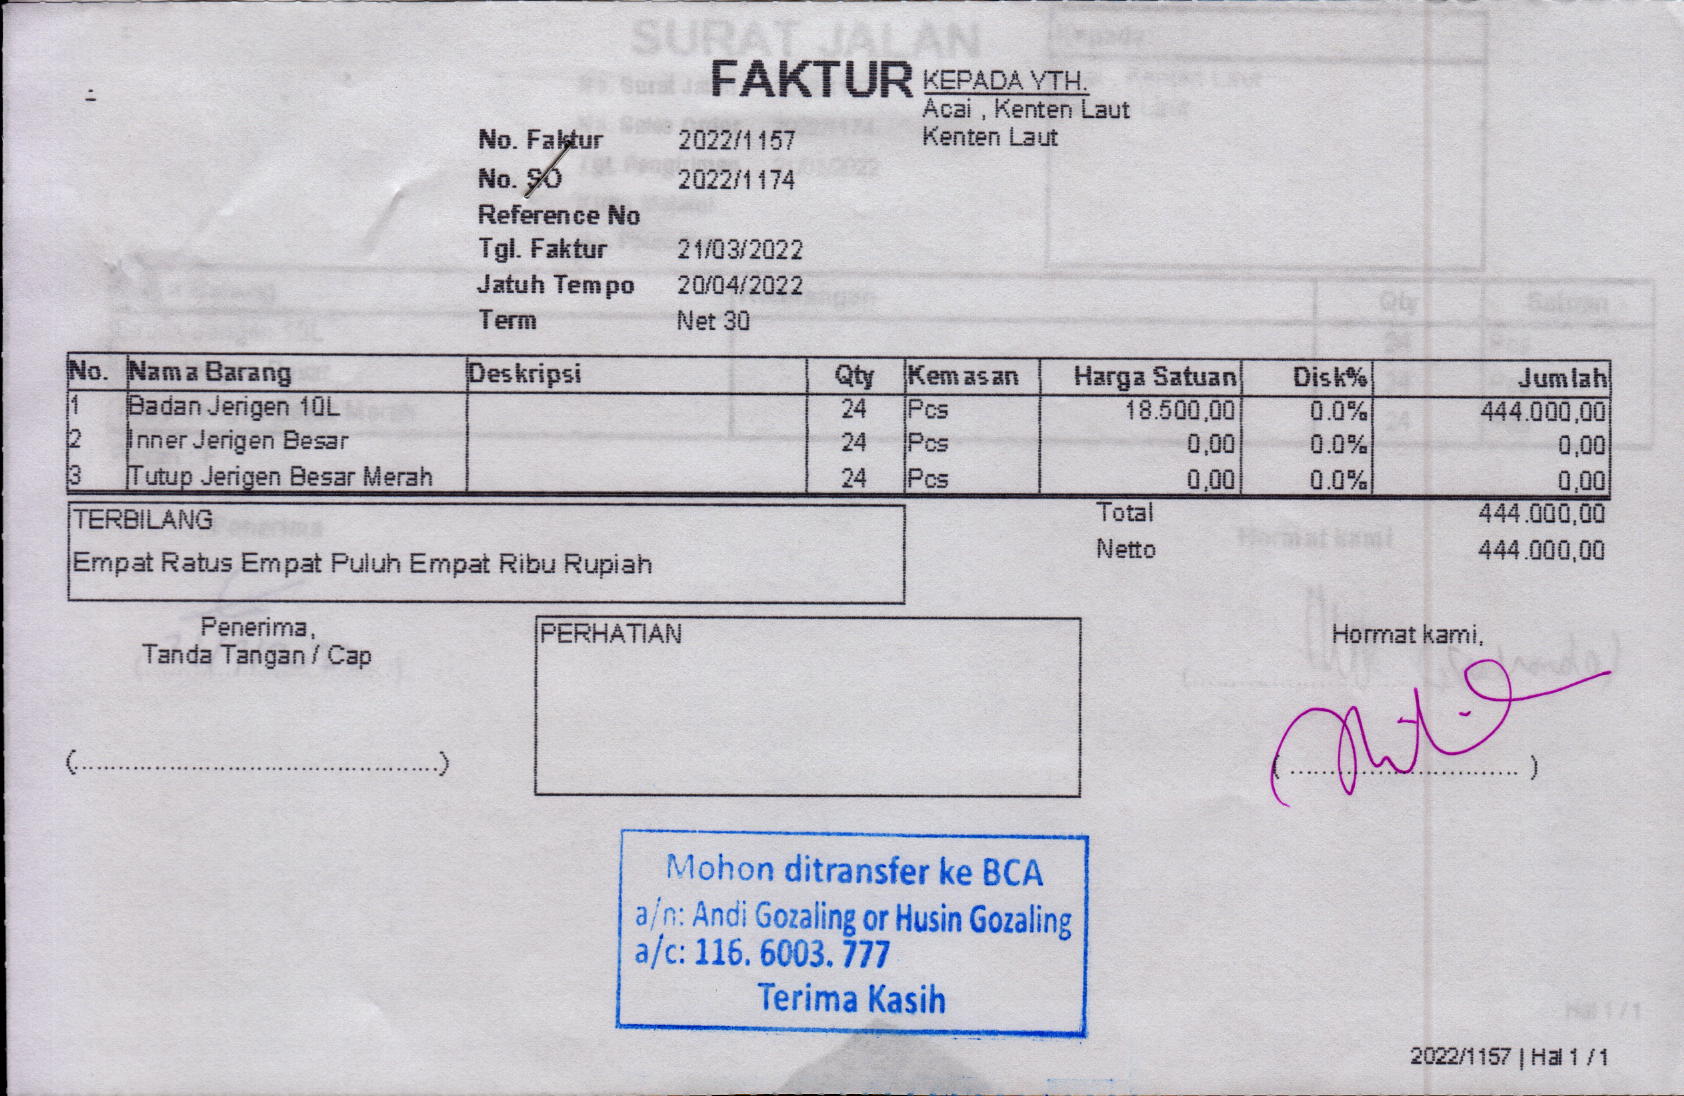 FAKTUR
KEPADA YTH.
Acai , Kenten Laut
Kenten Laut
No. Faktur 2022/1157
No. SO 2022/1174
Reference No
Tgl. Faktur 21/03/2022
Jatuh Tempo 20/04/2022
Term Net 30
No. Nama Barang Deskripsi Qty Kemasan Harga Satuan Disk% Jumlah
1 Badan Jerigen 10L 24 Pcs 18.500,00 0.0% 444.000,00
2 Inner Jerigen Besar 24 Pcs 0,00 0.0% 0,00
3 Tutup Jerigen Besar Merah 24 Pcs 0,00 0.0% 0,00
TERBILANG
Empat Ratus Empat Puluh Empat Ribu Rupiah
Total 444.000,00
Netto 444.000,00
Penerima,
Tanda Tangan / Cap
(............................................)
PERHATIAN
Hormat kami,
(............................)
Mohon ditransfer ke BCA
a/n: Andi Gozaling or Husin Gozaling
a/c: 116. 6003. 777
Terima Kasih
2022/1157 | Hal 1 / 1
SURAT JALAN